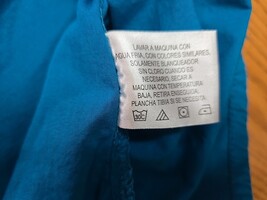 LAVAR A MAQUINA CON
AGUA FRIA, CON COLORES SIMILARES,
SOLAMENTE BLANQUEADOR
SIN CLORO CUANDO ES
NECESARIO, SECAR A
MAQUINA CON TEMPERATURA
BAJA, RETIRA ENSEGUIDA,
PLANCHA TIBIA SI SE NECESITA.